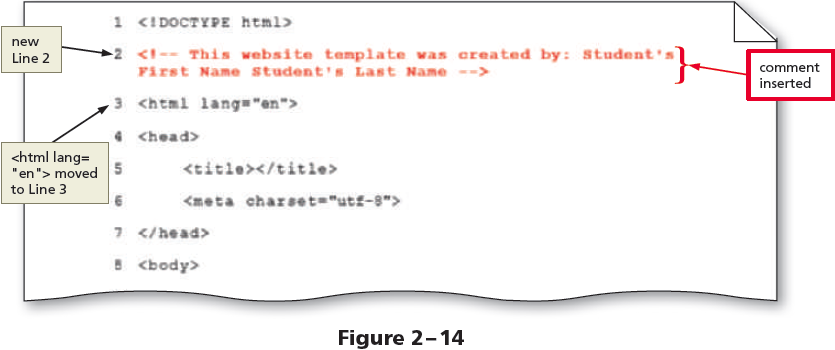 1 <!DOCTYPE html>
new
Line 2
2 <!-- This website template was created by: Student's
First Name Student's Last Name -->
comment
inserted
3 <html lang="en">
4 <head>
<html lang=
"en"> moved
to Line 3
5 <title></title>
6 <meta charset="utf-8">
7 </head>
8 <body>
Figure 2–14